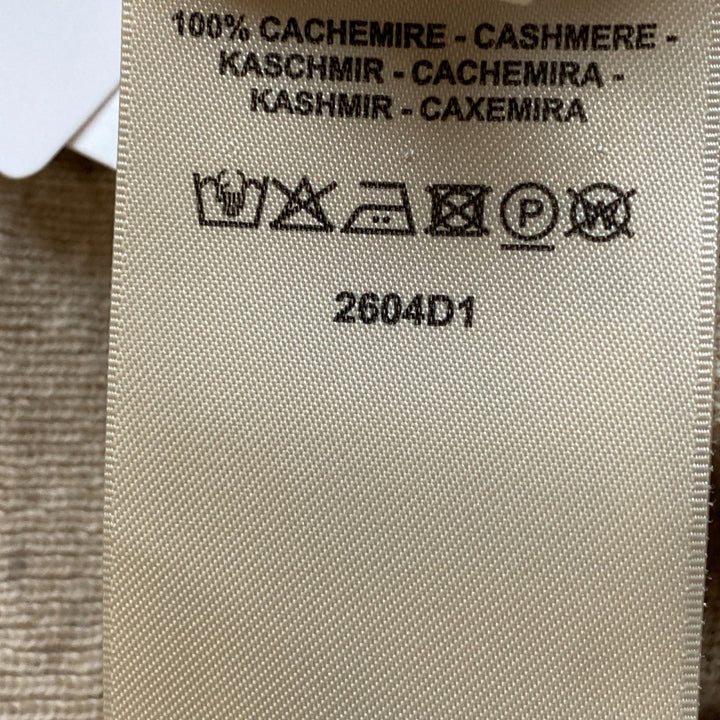 100% CACHEMIRE - CASHMERE -
KASCHMIR - CACHEMIRA -
KASHMIR - CAXEMIRA
P W
2604D1